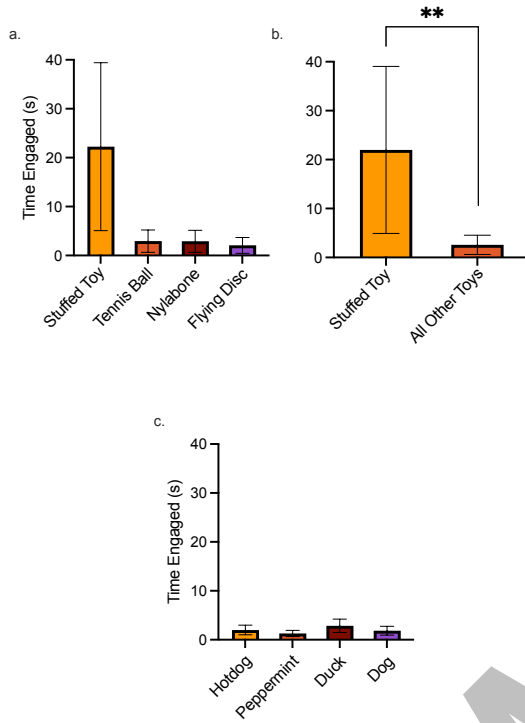 a.
Time Engaged (s)
40
30
20
10
0
Stuffed Toy
Tennis Ball
Nylabone
Flying Disc
b.
**
40
30
20
10
0
Stuffed Toy
All Other Toys
c.
Time Engaged (s)
40
30
20
10
0
Hotdog
Peppermint
Duck
Dog